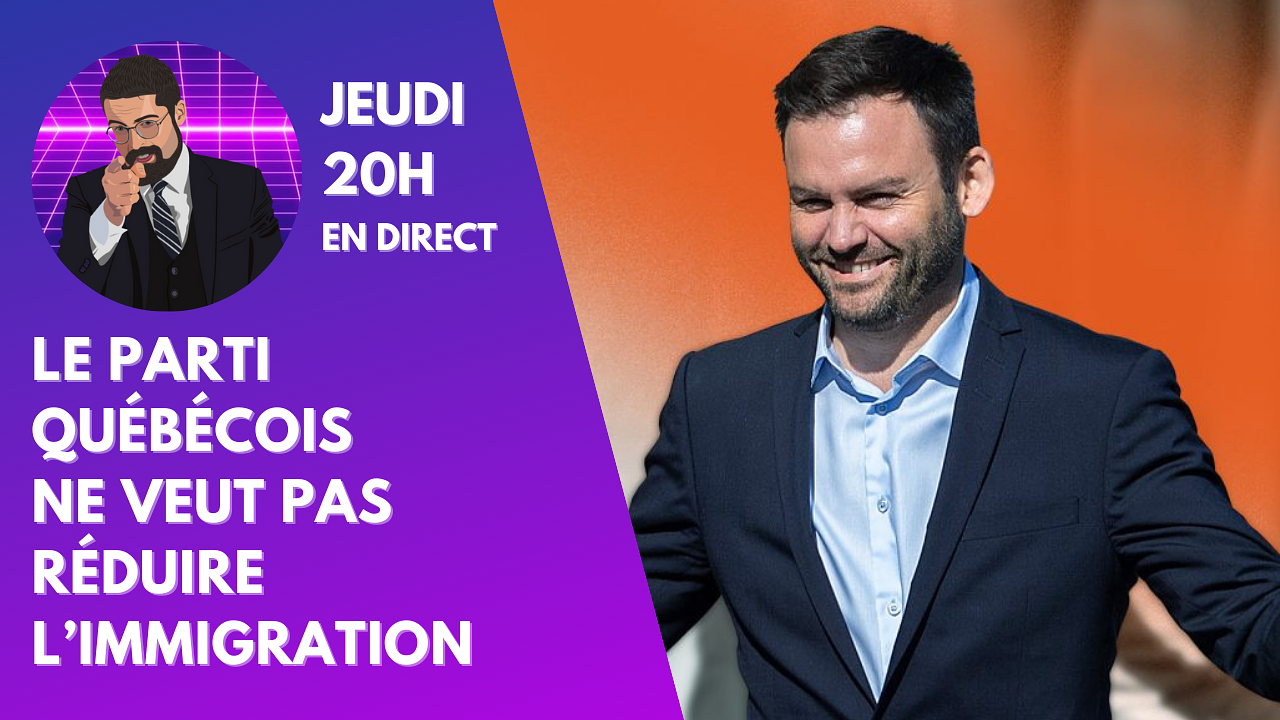 JEUDI
20H
EN DIRECT
LE PARTI
QUÉBÉCOIS
NE VEUT PAS
RÉDUIRE
L’IMMIGRATION